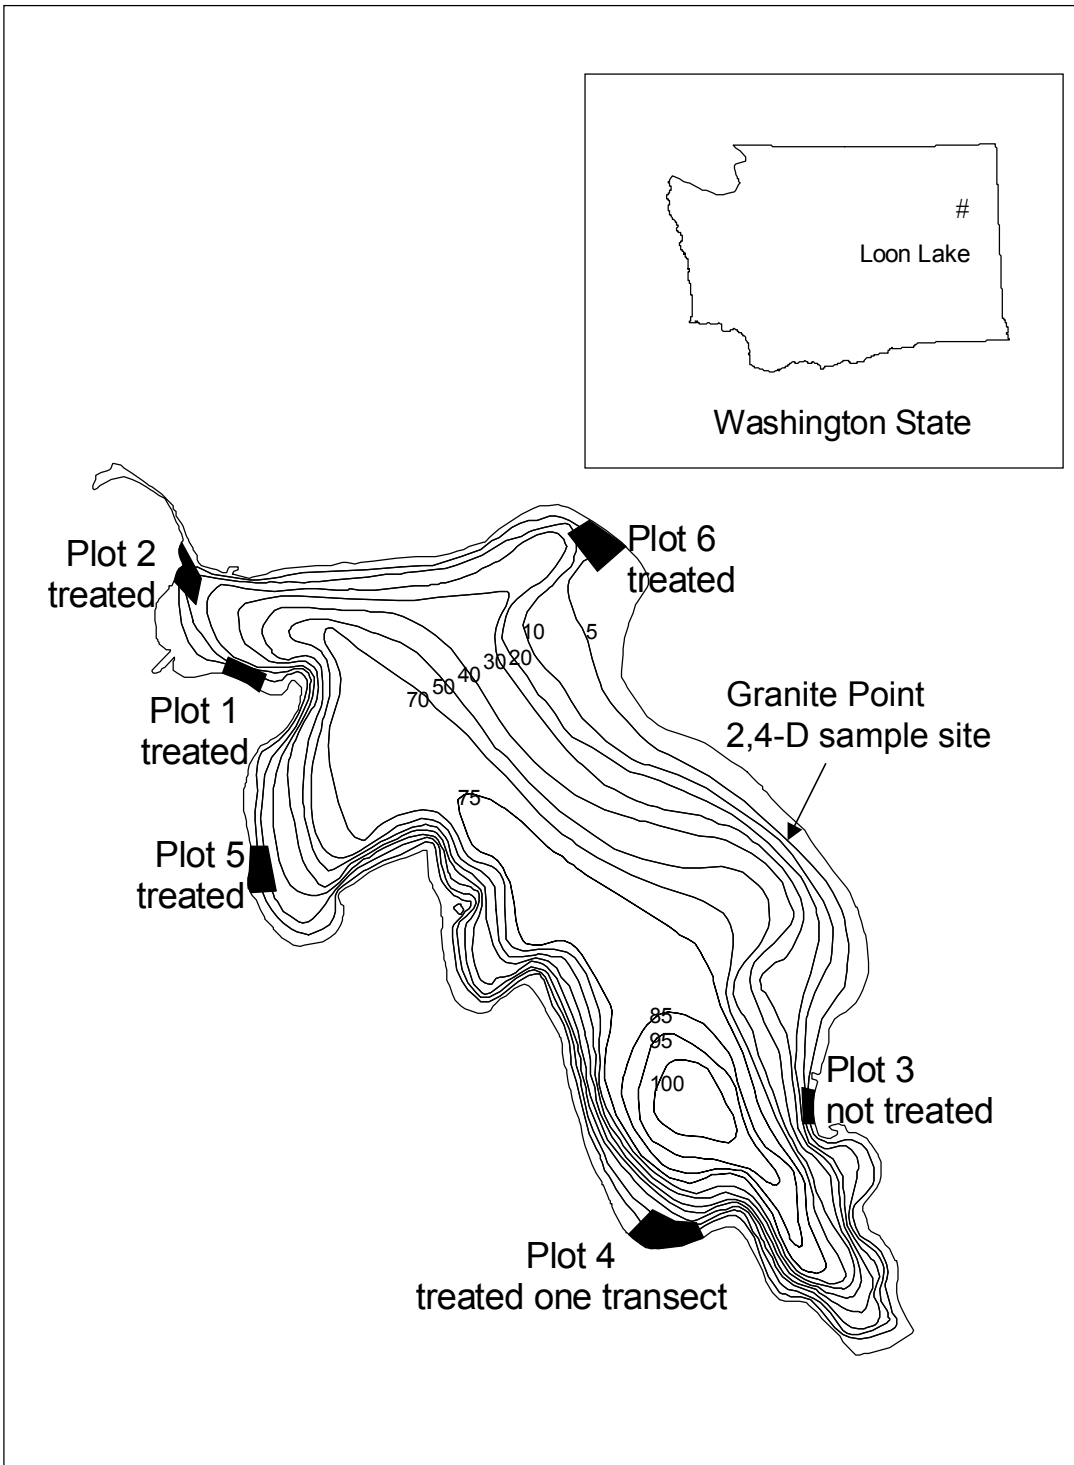 #
Loon Lake
Washington State
Plot 2
treated
Plot 6
treated
10
5
20
30
40
50
70
Plot 1
treated
Granite Point
2,4-D sample site
75
Plot 5
treated
85
95
100
Plot 3
not treated
Plot 4
treated one transect